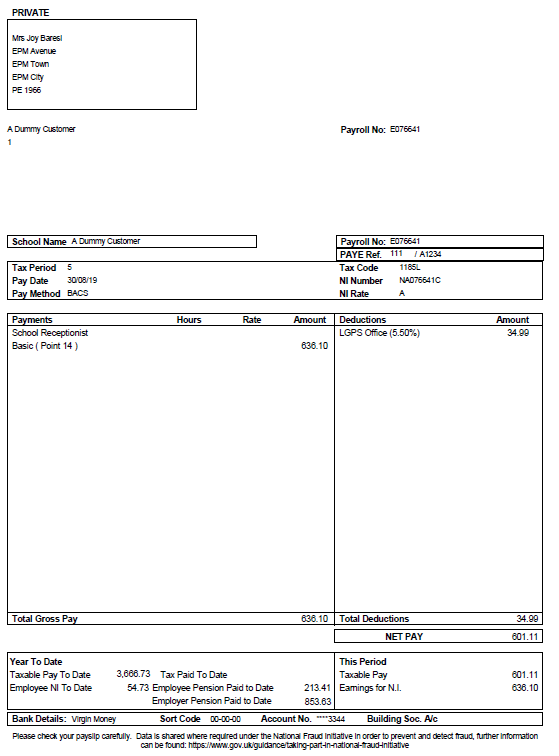 PRIVATE
Mrs Joy Baresi
EPM Avenue
EPM Town
EPM City
PE 1966
A Dummy Customer
Payroll No: E076641
1
School Name A Dummy Customer
Payroll No: E076641
PAYE Ref. 111 / A1234
Tax Period 5
Tax Code 1185L
Pay Date 30/08/19
NI Number NA076641C
Pay Method BACS
NI Rate A
Payments Hours Rate Amount Deductions Amount
School Receptionist LGPS Office (5.50%) 34.99
Basic ( Point 14 ) 636.10
Total Gross Pay 636.10 Total Deductions 34.99
NET PAY 601.11
Year To Date This Period
Taxable Pay To Date 3,666.73 Tax Paid To Date Taxable Pay 601.11
Employee NI To Date 54.73 Employee Pension Paid to Date 213.41 Earnings for N.I. 636.10
Employer Pension Paid to Date 853.63
Bank Details: Virgin Money Sort Code 00-00-00 Account No. ****3344 Building Soc. A/c
Please check your payslip carefully. Data is shared where required under the National Fraud Initiative in order to prevent and detect fraud, further information
can be found: https://www.gov.uk/guidance/taking-part-in-national-fraud-initiative